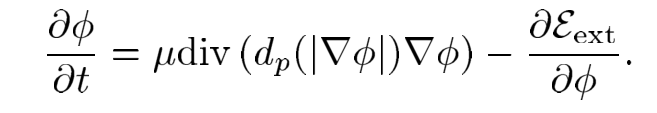 ∂ϕ/∂t = μdiv (d_p(|∇ϕ|)∇ϕ) − ∂ℰ_ext/∂ϕ.